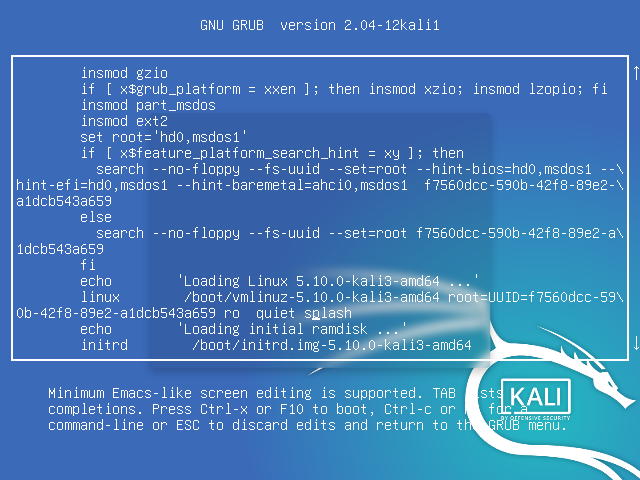 GNU GRUB  version 2.04-12kali1
insmod gzio
if [ x$grub_platform = xxen ]; then insmod xzio; insmod lzopio; fi
insmod part_msdos
insmod ext2
set root='hd0,msdos1'
if [ x$feature_platform_search_hint = xy ]; then
search --no-floppy --fs-uuid --set=root --hint-bios=hd0,msdos1 --\
hint-efi=hd0,msdos1 --hint-baremetal=ahci0,msdos1  f7560dcc-590b-42f8-89e2-\
a1dcb543a659
else
search --no-floppy --fs-uuid --set=root f7560dcc-590b-42f8-89e2-a\
1dcb543a659
fi
echo        'Loading Linux 5.10.0-kali3-amd64 ...'
linux        /boot/vmlinuz-5.10.0-kali3-amd64 root=UUID=f7560dcc-59\
0b-42f8-89e2-a1dcb543a659 ro  quiet splash
echo        'Loading initial ramdisk ...'
initrd        /boot/initrd.img-5.10.0-kali3-amd64
Minimum Emacs-like screen editing is supported. TAB lists
completions. Press Ctrl-x or F10 to boot, Ctrl-c or for a
command-line or ESC to discard edits and return to the GRUB menu.
KALI
BY OFFENSIVE SECURITY